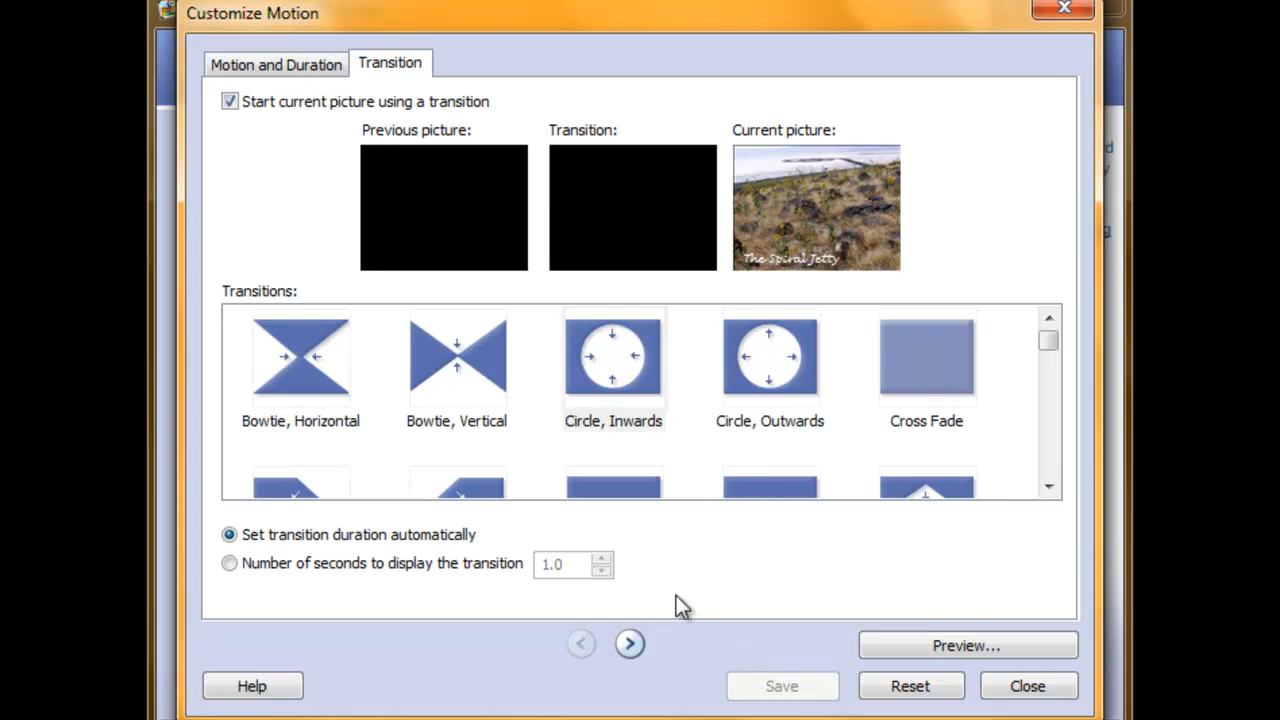 Customize Motion
Motion and Duration
Transition
Start current picture using a transition
Previous picture:
Transition:
Current picture:
The Spiral Jetty
Transitions:
Bowtie, Horizontal
Bowtie, Vertical
Circle, Inwards
Circle, Outwards
Cross Fade
Set transition duration automatically
Number of seconds to display the transition
1.0
Preview...
Help
Save
Reset
Close